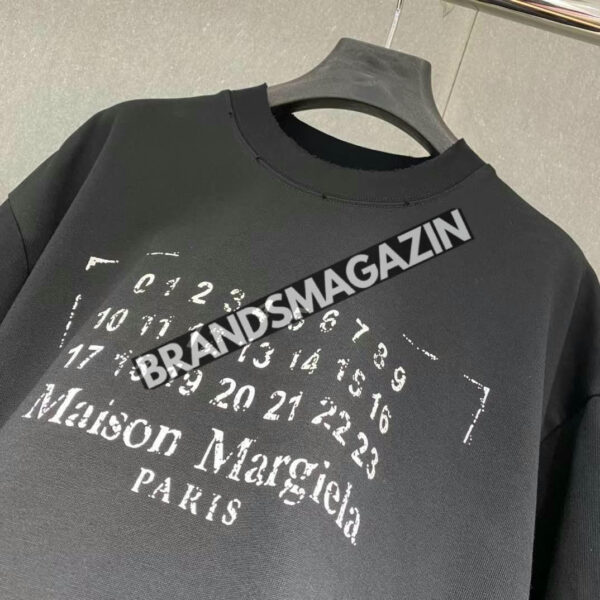 0 1 2 3 5 6 7 8 9
10 11 13 14 15 16
17 18 19 20 21 22 23
Maison Margiela
PARIS
BRANDSMAGAZIN